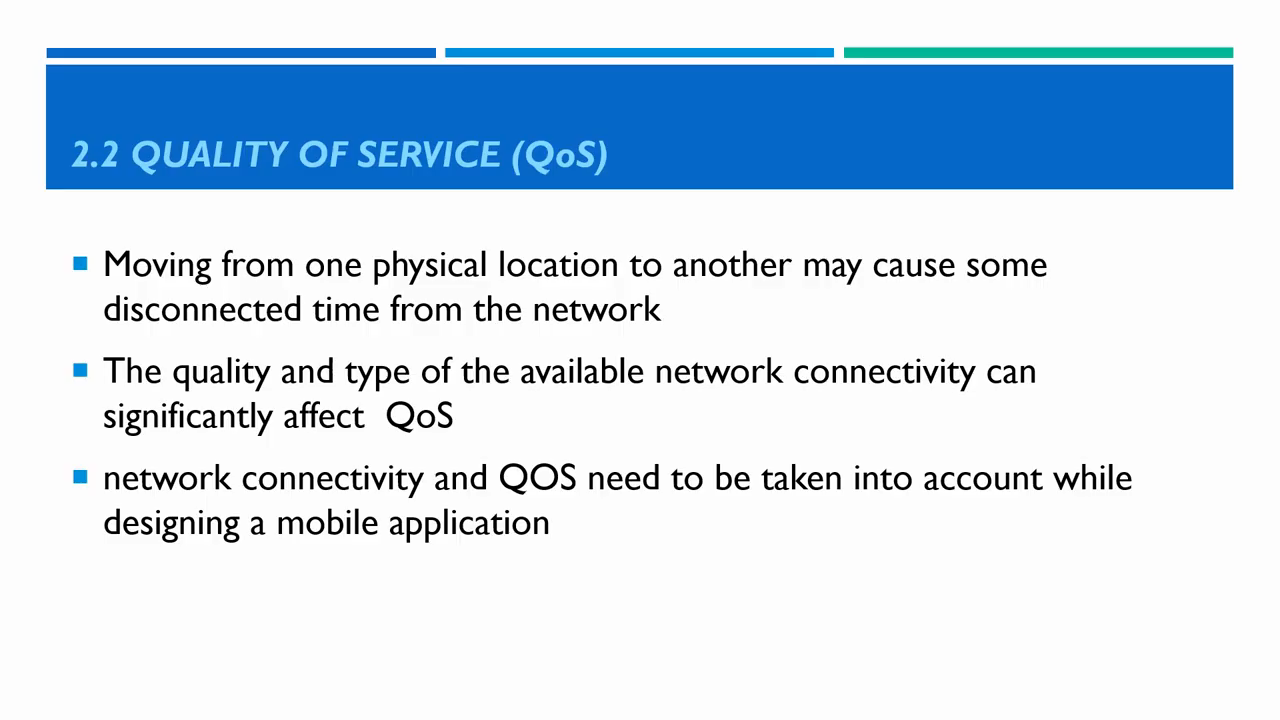 2.2 QUALITY OF SERVICE (QoS)
Moving from one physical location to another may cause some
disconnected time from the network
The quality and type of the available network connectivity can
significantly affect  QoS
network connectivity and QOS need to be taken into account while
designing a mobile application